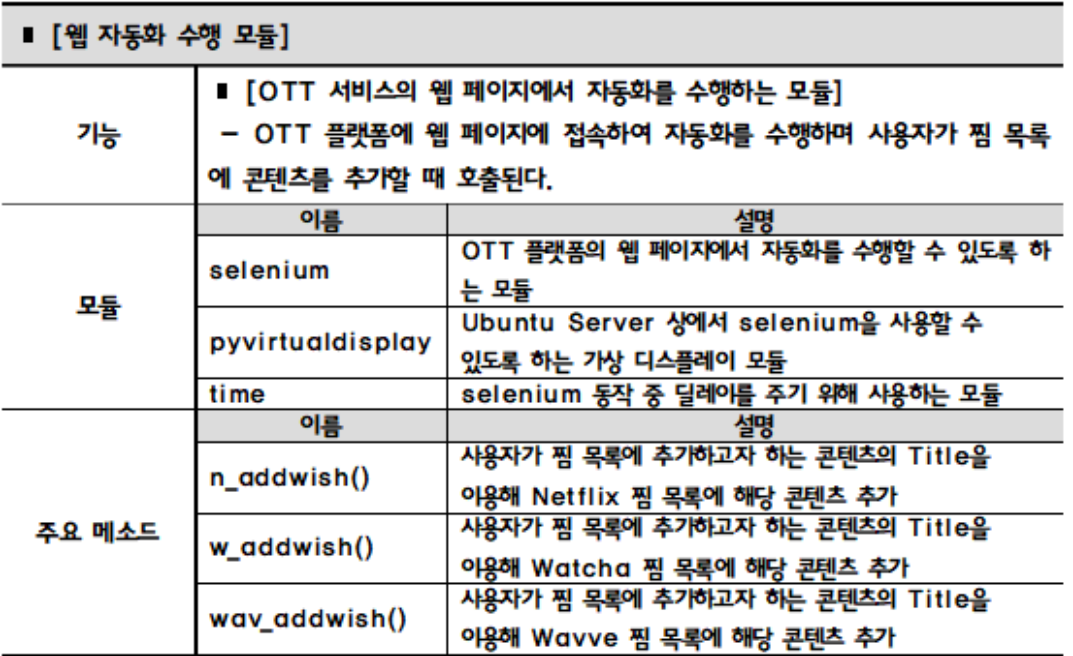 ■ [웹 자동화 수행 모듈]
기능
■ [OTT 서비스의 웹 페이지에서 자동화를 수행하는 모듈]
– OTT 플랫폼에 웹 페이지에 접속하여 자동화를 수행하며 사용자가 찜 목록
에 콘텐츠를 추가할 때 호출된다.
모듈
이름 설명
selenium
OTT 플랫폼의 웹 페이지에서 자동화를 수행할 수 있도록 하
는 모듈
pyvirtualdisplay
Ubuntu Server 상에서 selenium을 사용할 수
있도록 하는 가상 디스플레이 모듈
time selenium 동작 중 딜레이를 주기 위해 사용하는 모듈
주요 메소드
이름 설명
n_addwish()
사용자가 찜 목록에 추가하고자 하는 콘텐츠의 Title을
이용해 Netflix 찜 목록에 해당 콘텐츠 추가
w_addwish()
사용자가 찜 목록에 추가하고자 하는 콘텐츠의 Title을
이용해 Watcha 찜 목록에 해당 콘텐츠 추가
wav_addwish()
사용자가 찜 목록에 추가하고자 하는 콘텐츠의 Title을
이용해 Wavve 찜 목록에 해당 콘텐츠 추가